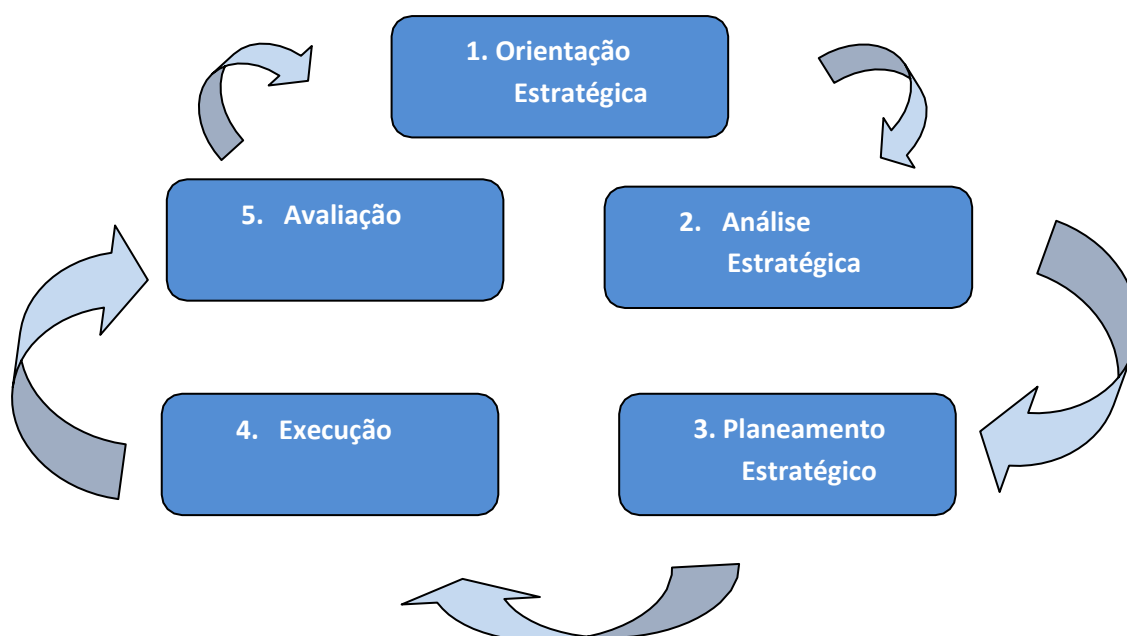 1. Orientação
Estratégica
2. Análise
Estratégica
3. Planeamento
Estratégico
4. Execução
5. Avaliação